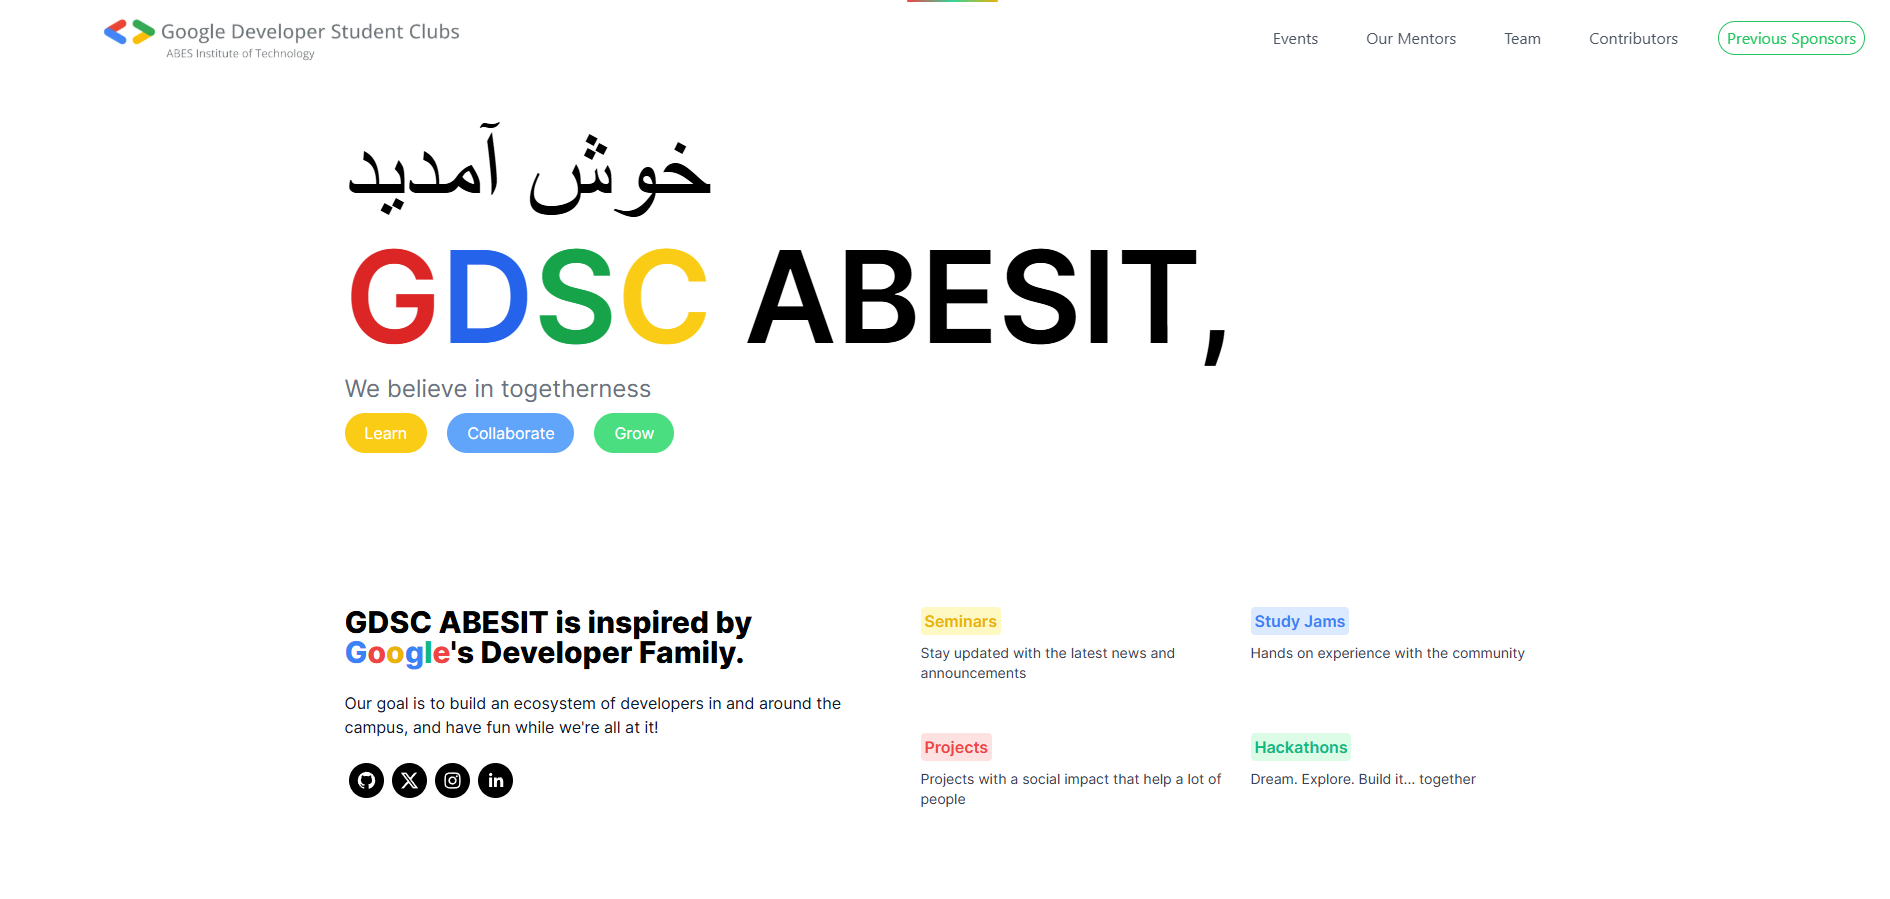 Google Developer Student Clubs
ABES Institute of Technology
Events
Our Mentors
Team
Contributors
Previous Sponsors
خوش آمدید
GDSC ABESIT,
We believe in togetherness
Learn
Collaborate
Grow
GDSC ABESIT is inspired by
Google's Developer Family.
Our goal is to build an ecosystem of developers in and around the
campus, and have fun while we're all at it!
Seminars
Stay updated with the latest news and
announcements
Study Jams
Hands on experience with the community
Projects
Projects with a social impact that help a lot of
people
Hackathons
Dream. Explore. Build it... together